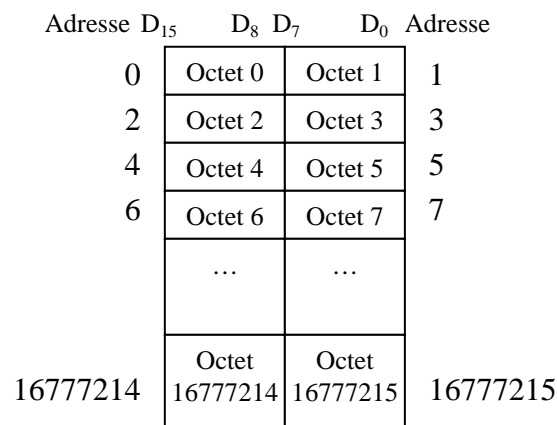 Adresse D15 D8 D7 D0 Adresse
0 Octet 0 Octet 1 1
2 Octet 2 Octet 3 3
4 Octet 4 Octet 5 5
6 Octet 6 Octet 7 7
… …
Octet Octet
16777214 16777214 16777215 16777215